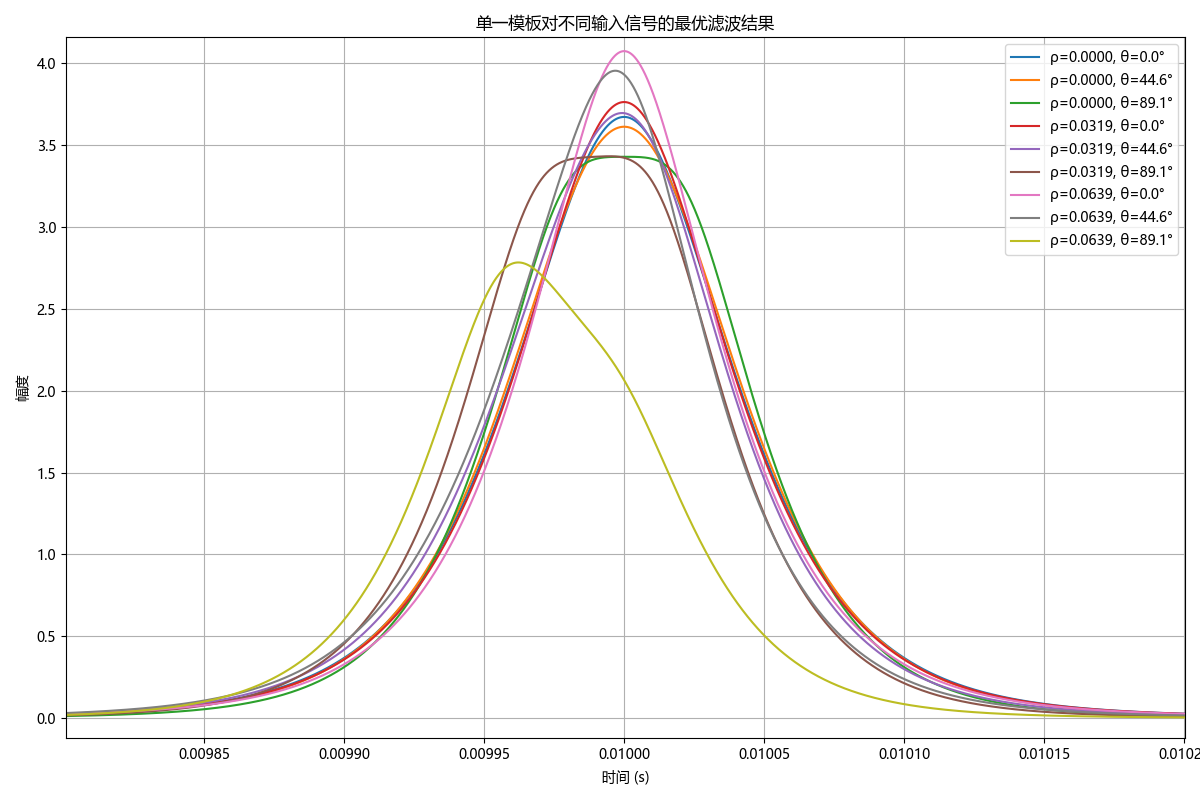 单一模板对不同输入信号的最优滤波结果
ρ=0.0000, θ=0.0°
ρ=0.0000, θ=44.6°
ρ=0.0000, θ=89.1°
ρ=0.0319, θ=0.0°
ρ=0.0319, θ=44.6°
ρ=0.0319, θ=89.1°
ρ=0.0639, θ=0.0°
ρ=0.0639, θ=44.6°
ρ=0.0639, θ=89.1°
幅度
4.0
3.5
3.0
2.5
2.0
1.5
1.0
0.5
0.0
0.00985 0.00990 0.00995 0.01000 0.01005 0.01010 0.01015 0.0102
时间 (s)